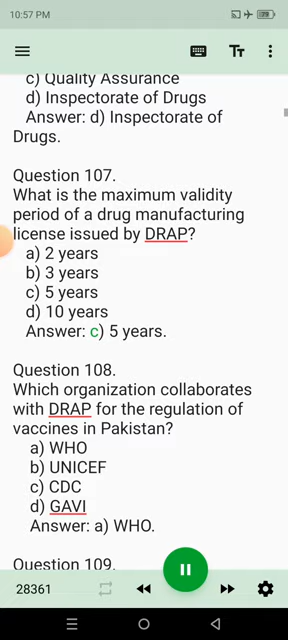 10:57 PM
c) Quality Assurance
d) Inspectorate of Drugs
Answer: d) Inspectorate of
Drugs.
Question 107.
What is the maximum validity
period of a drug manufacturing
license issued by DRAP?
a) 2 years
b) 3 years
c) 5 years
d) 10 years
Answer: c) 5 years.
Question 108.
Which organization collaborates
with DRAP for the regulation of
vaccines in Pakistan?
a) WHO
b) UNICEF
c) CDC
d) GAVI
Answer: a) WHO.
Question 109.
28361